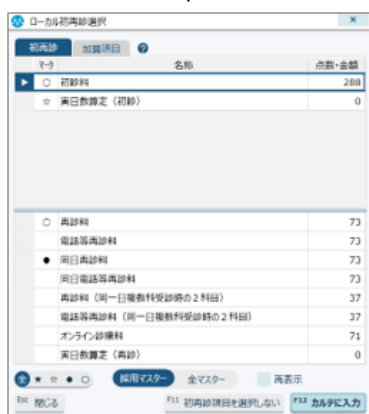 ローカル初再診選択
初再診 加算項目
マーク 名称 点数・金額
▶ ○ 初診料 288
☆ 実日数算定（初診） 0
○ 再診料 73
電話等再診料 73
● 同日再診料 73
同日電話等再診料 73
再診料（同一日複数科受診時の2科目） 37
電話等再診料（同一日複数科受診時の2科目） 37
オンライン診療料 71
実日数算定（再診） 0
全 ★ ☆ ● ○ 採用マスター 全マスター 再表示
Esc 閉じる F11 初再診項目を選択しない F12 カルテに入力